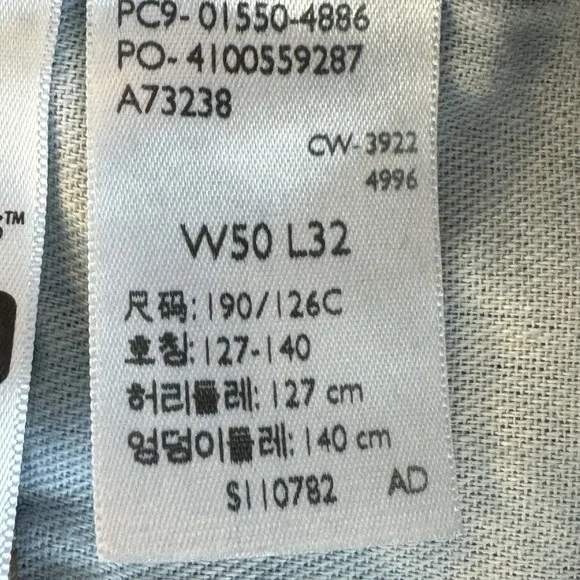 PC9- 01550-4886
PO- 4100559287
A73238
CW-3922
4996
W50 L32
尺码: 190/126C
호칭: 127-140
허리둘레: 127 cm
엉덩이둘레: 140 cm
S110782 AD
™